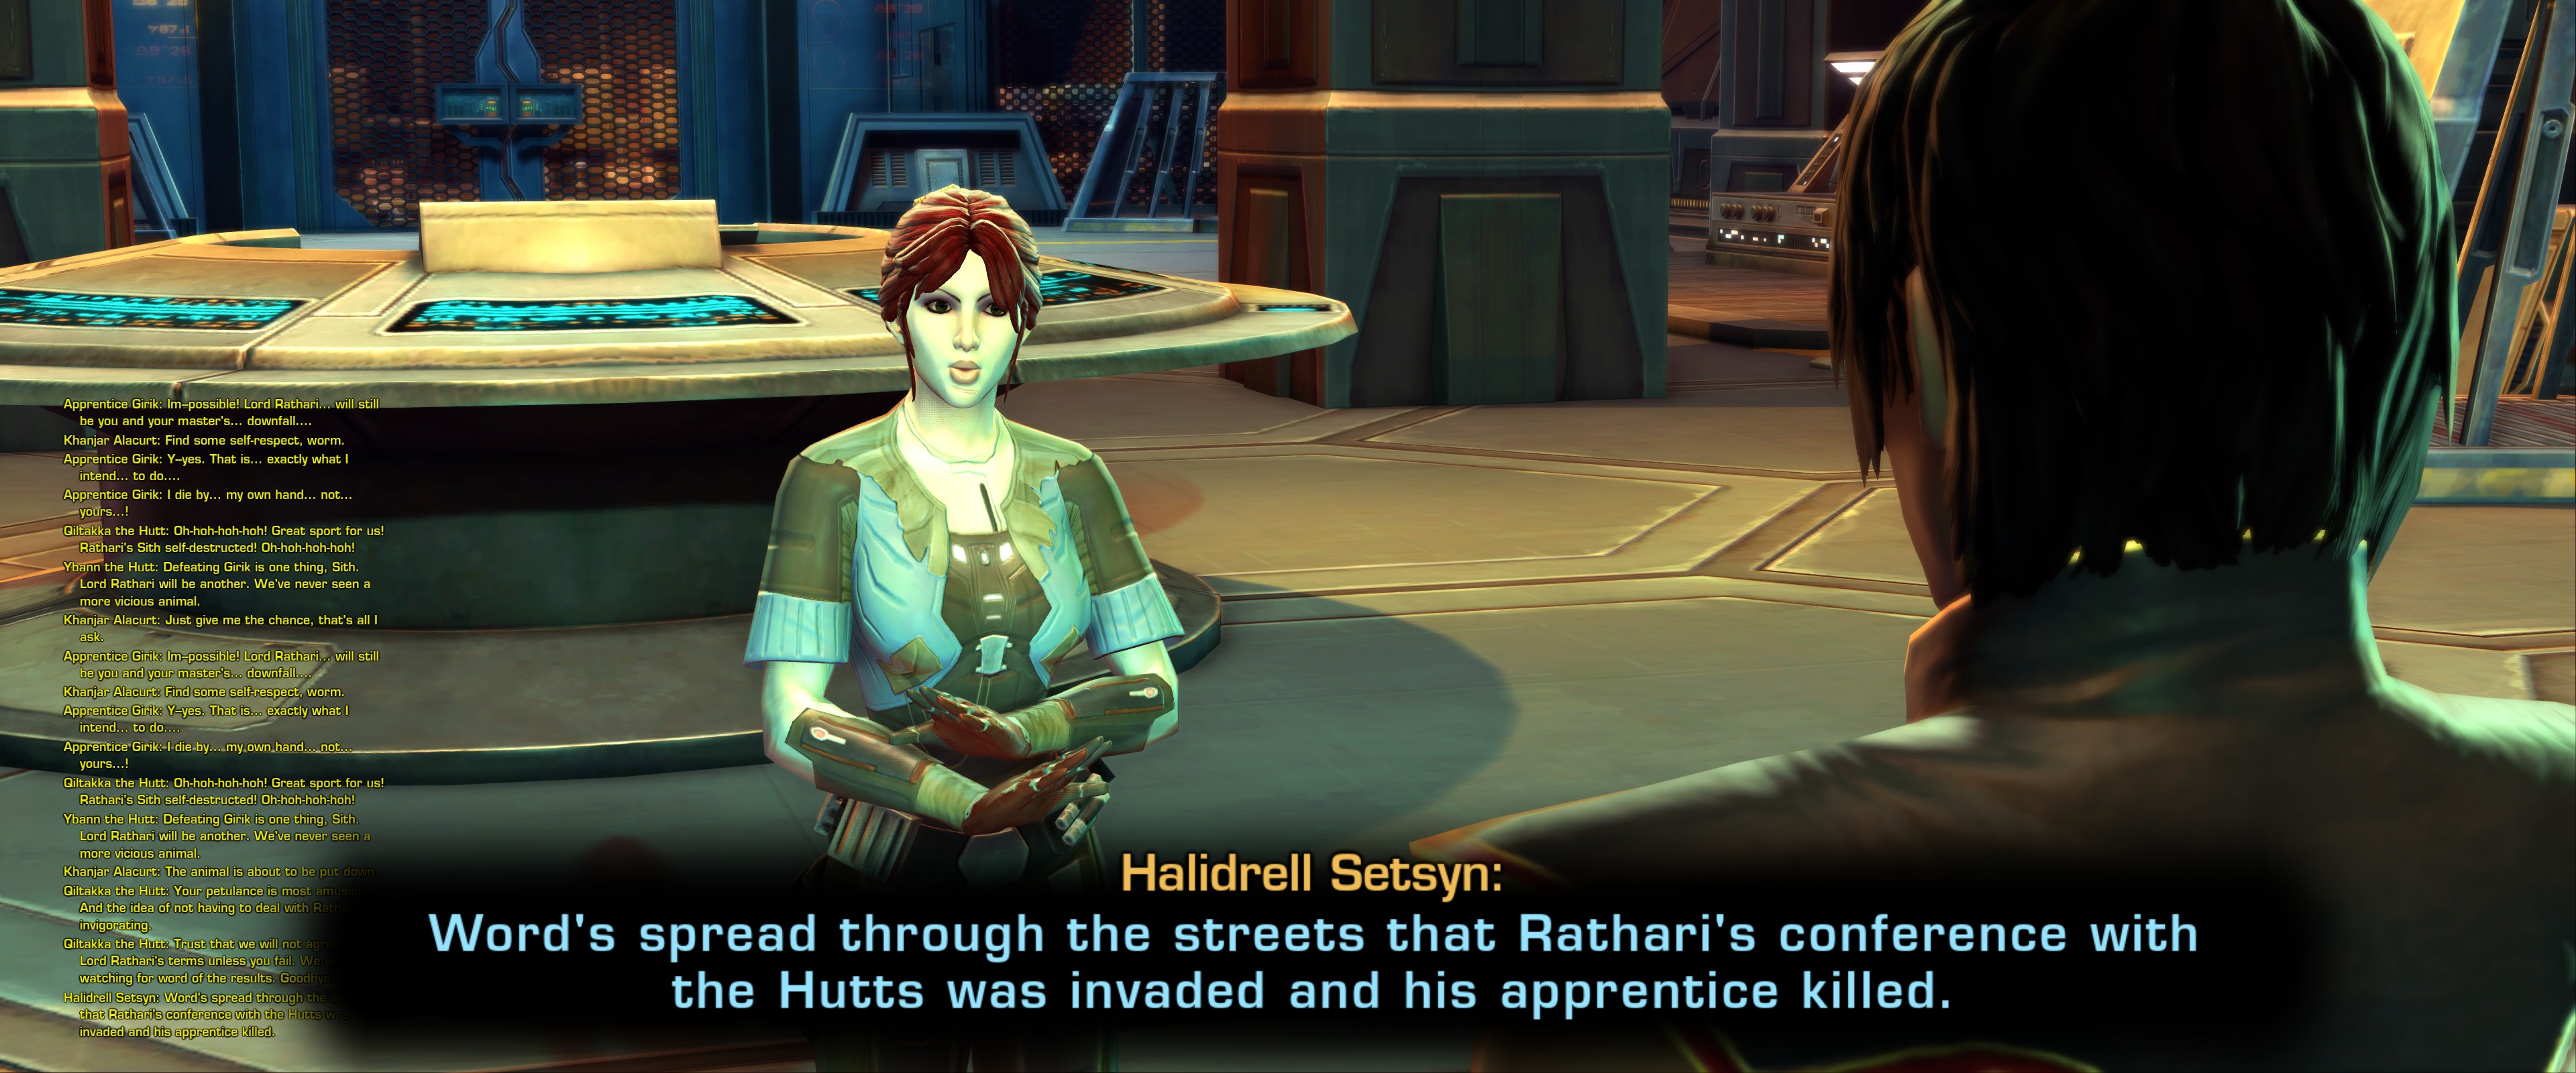 Apprentice Girik: Im-possible! Lord Rathari... will still
be you and your master's... downfall....
Khanjar Alacurt: Find some self-respect, worm.
Apprentice Girik: Y-yes. That is... exactly what I
intend... to do....
Apprentice Girik: I die by... my own hand... not...
yours...!
Qiltakka the Hutt: Oh-hoh-hoh-hoh! Great sport for us!
Rathari's Sith self-destructed! Oh-hoh-hoh-hoh!
Ybann the Hutt: Defeating Girik is one thing, Sith.
Lord Rathari will be another. We've never seen a
more vicious animal.
Khanjar Alacurt: Just give me the chance, that's all I
ask.
Apprentice Girik: Im-possible! Lord Rathari... will still
be you and your master's... downfall....
Khanjar Alacurt: Find some self-respect, worm.
Apprentice Girik: Y-yes. That is... exactly what I
intend... to do....
Apprentice Girik: I die by... my own hand... not...
yours...!
Qiltakka the Hutt: Oh-hoh-hoh-hoh! Great sport for us!
Rathari's Sith self-destructed! Oh-hoh-hoh-hoh!
Ybann the Hutt: Defeating Girik is one thing, Sith.
Lord Rathari will be another. We've never seen a
more vicious animal.
Khanjar Alacurt: The animal is about to be put down.
Qiltakka the Hutt: Your petulance is most
And the idea of not having to deal with
invigorating.
Qiltakka the Hutt: Trust that we will not
Lord Rathari's terms unless you fail. We
watching for word of the results.
Halidrell Setsyn: Word's spread through the
that Rathari's conference with the Hutts was
invaded and his apprentice killed.
Halidrell Setsyn:
Word's spread through the streets that Rathari's conference with
the Hutts was invaded and his apprentice killed.